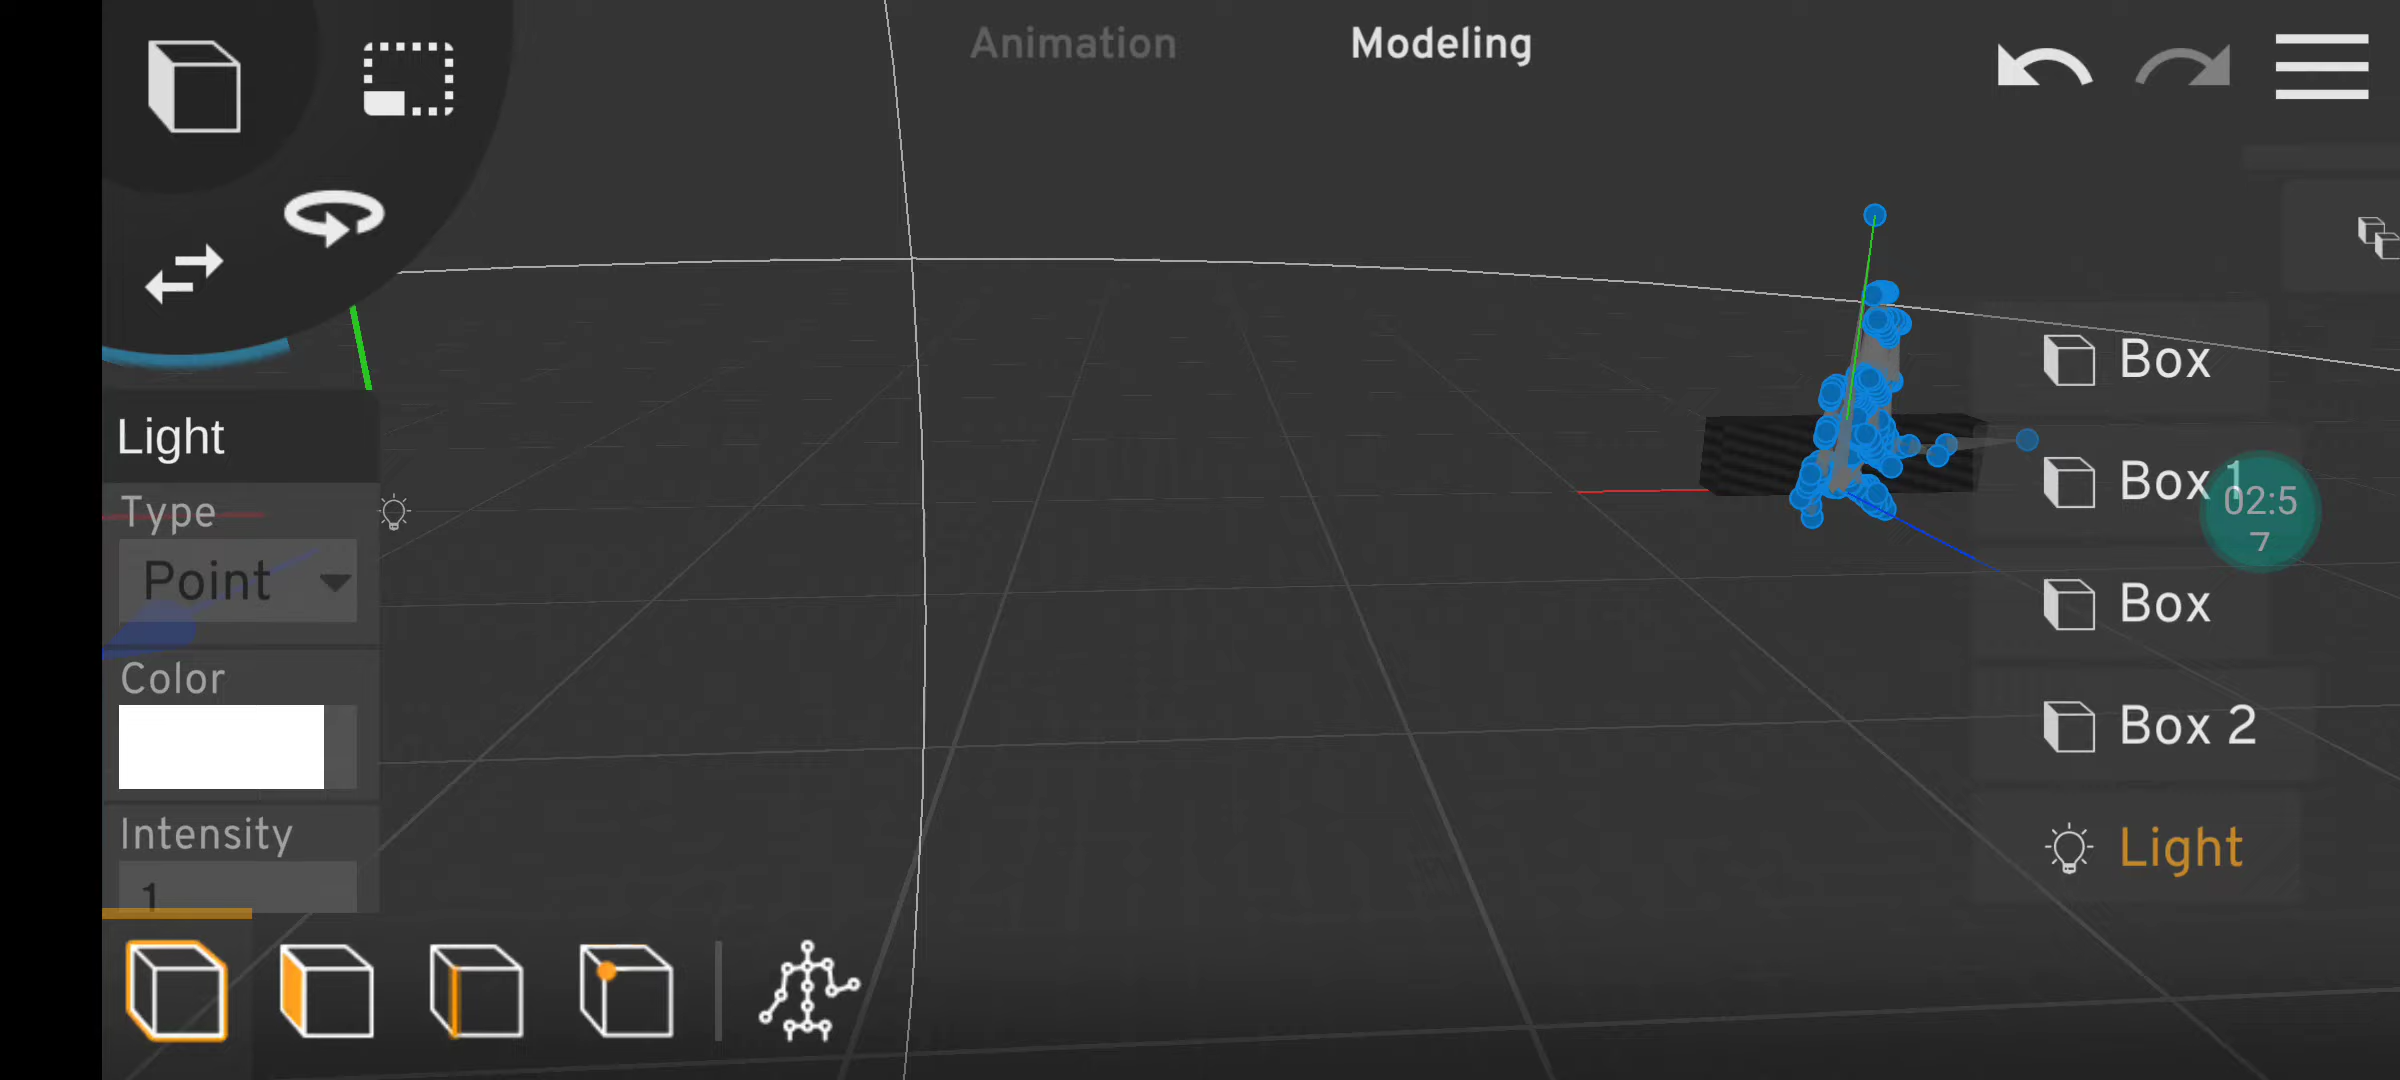 Animation
Modeling
Light
Type
Point
Color
Intensity
1
Box
Box 1
02:5
7
Box
Box 2
Light